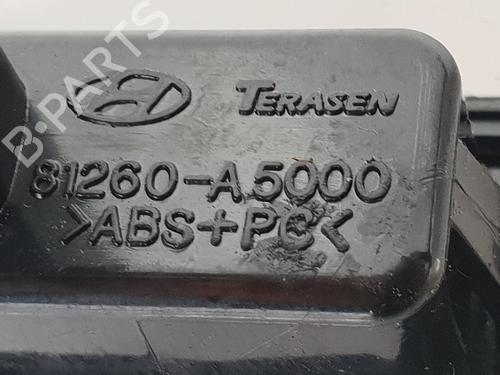 B-PARTS
TERASEN
81260-A5000
>ABS+PC<